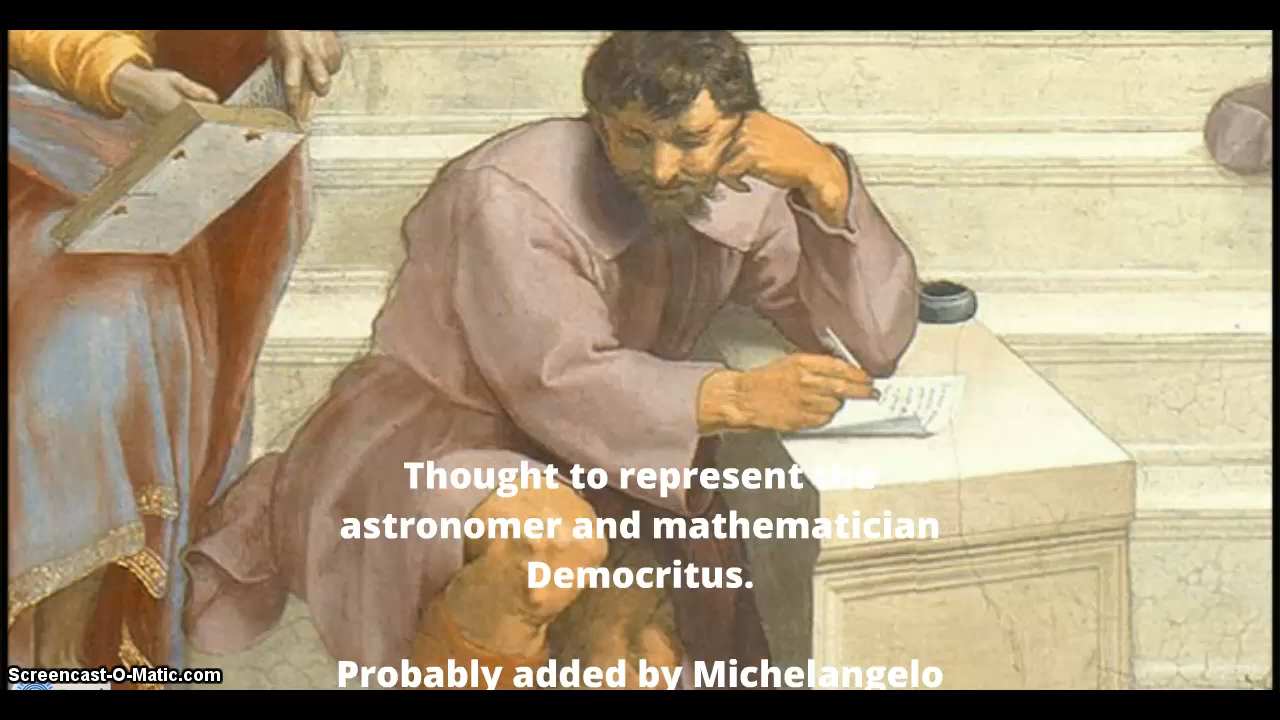 Thought to represent the
astronomer and mathematician
Democritus.
Probably added by Michelangelo
Screencast-O-Matic.com